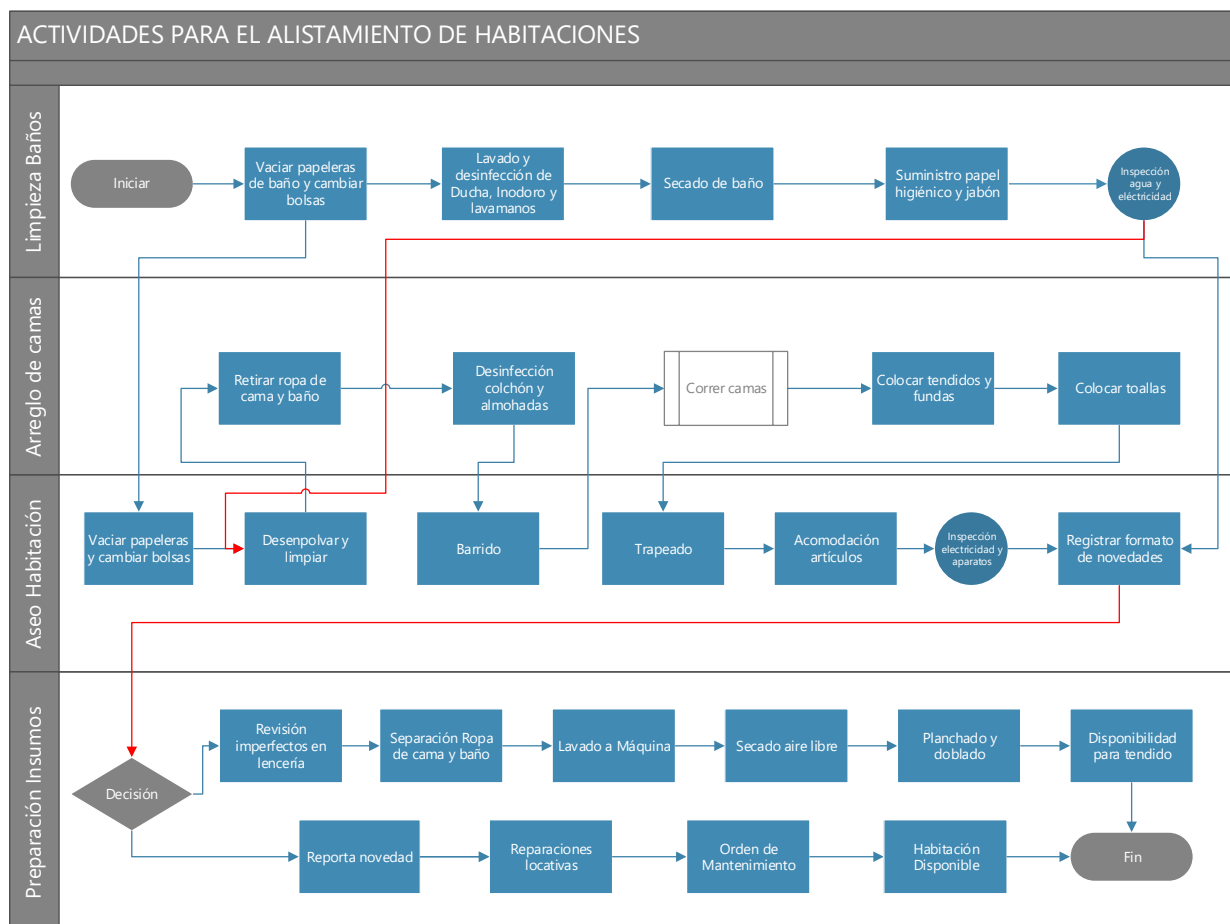 ACTIVIDADES PARA EL ALISTAMIENTO DE HABITACIONES
Limpieza Baños
Iniciar
Vaciar papeleras
de baño y cambiar
bolsas
Lavado y
desinfección de
Ducha, Inodoro y
lavamanos
Secado de baño
Suministro papel
higiénico y jabón
Inspección
agua y
eléctricidad
Arreglo de camas
Retirar ropa de
cama y baño
Desinfección
colchón y
almohadas
Correr camas
Colocar tendidos y
fundas
Colocar toallas
Aseo Habitación
Vaciar papeleras
y cambiar bolsas
Desenpolvar y
limpiar
Barrido
Trapeado
Acomodación
artículos
Inspección
electricidad y
aparatos
Registrar formato
de novedades
Preparación Insumos
Decisión
Revisión
imperfectos en
lencería
Separación Ropa
de cama y baño
Lavado a Máquina
Secado aire libre
Planchado y
doblado
Disponibilidad
para tendido
Reporta novedad
Reparaciones
locativas
Orden de
Mantenimiento
Habitación
Disponible
Fin